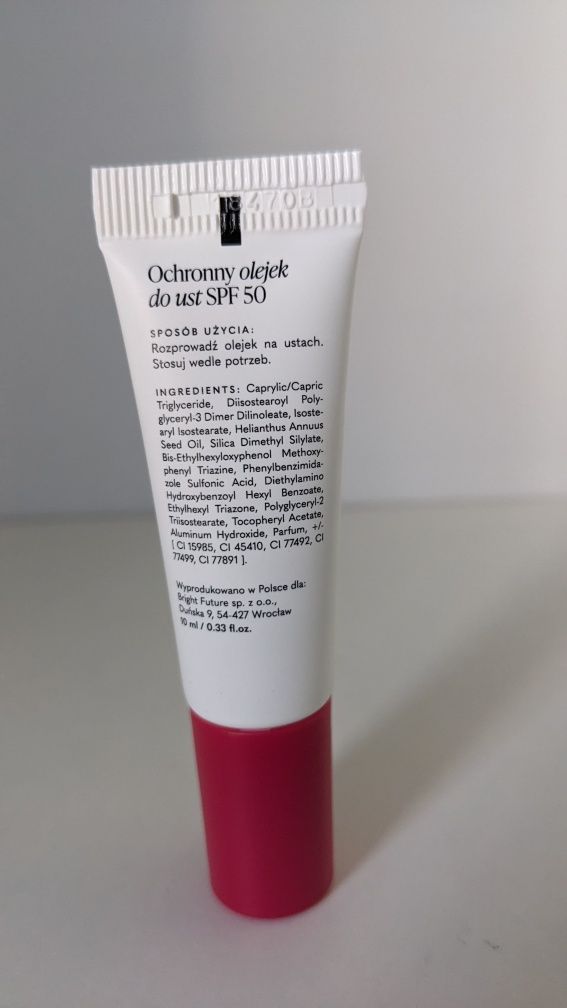 18470B
Ochronny olejek
do ust SPF 50
SPOSÓB UŻYCIA:
Rozprowadź olejek na ustach.
Stosuj wedle potrzeb.
INGREDIENTS: Caprylic/Capric
Triglyceride, Diisostearoyl Poly-
glyceryl-3 Dimer Dilinoleate, Isoste-
aryl Isostearate, Helianthus Annuus
Seed Oil, Silica Dimethyl Silylate,
Bis-Ethylhexyloxyphenol Methoxy-
phenyl Triazine, Phenylbenzimida-
zole Sulfonic Acid, Diethylamino
Hydroxybenzoyl Hexyl Benzoate,
Ethylhexyl Triazone, Polyglyceryl-2
Triisostearate, Tocopheryl Acetate,
Aluminum Hydroxide, Parfum, +/-
[ CI 15985, CI 45410, CI 77492, CI
77499, CI 77891 ].
Wyprodukowano w Polsce dla:
Bright Future sp. z o.o.,
Duńska 9, 54-427 Wrocław
10 ml / 0.33 fl.oz.